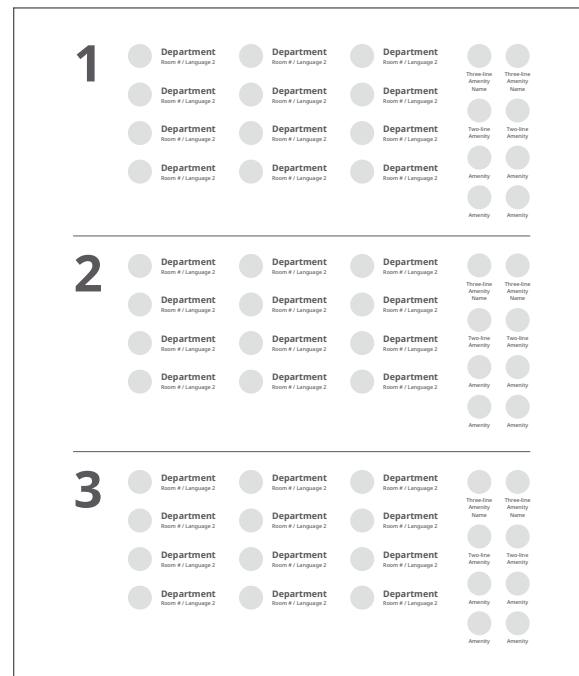 1
Department Department Department
Room # / Language 2 Room # / Language 2 Room # / Language 2
Department Department Department
Room # / Language 2 Room # / Language 2 Room # / Language 2
Department Department Department
Room # / Language 2 Room # / Language 2 Room # / Language 2
Department Department Department
Room # / Language 2 Room # / Language 2 Room # / Language 2
Three-line Three-line
Amenity Amenity
Name Name
Two-line Two-line
Amenity Amenity
Amenity Amenity
Amenity Amenity
2
Department Department Department
Room # / Language 2 Room # / Language 2 Room # / Language 2
Department Department Department
Room # / Language 2 Room # / Language 2 Room # / Language 2
Department Department Department
Room # / Language 2 Room # / Language 2 Room # / Language 2
Department Department Department
Room # / Language 2 Room # / Language 2 Room # / Language 2
Three-line Three-line
Amenity Amenity
Name Name
Two-line Two-line
Amenity Amenity
Amenity Amenity
Amenity Amenity
3
Department Department Department
Room # / Language 2 Room # / Language 2 Room # / Language 2
Department Department Department
Room # / Language 2 Room # / Language 2 Room # / Language 2
Department Department Department
Room # / Language 2 Room # / Language 2 Room # / Language 2
Department Department Department
Room # / Language 2 Room # / Language 2 Room # / Language 2
Three-line Three-line
Amenity Amenity
Name Name
Two-line Two-line
Amenity Amenity
Amenity Amenity
Amenity Amenity